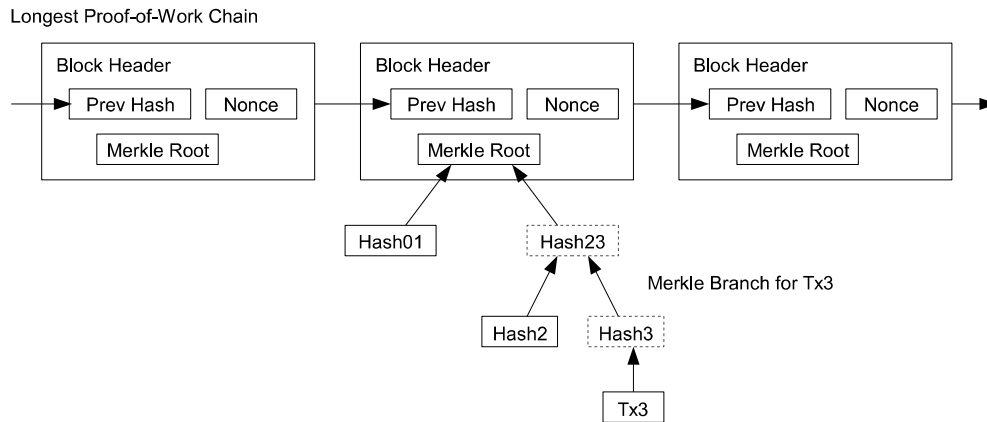 Longest Proof-of-Work Chain
Block Header
Prev Hash
Nonce
Merkle Root
Block Header
Prev Hash
Nonce
Merkle Root
Block Header
Prev Hash
Nonce
Merkle Root
Hash01
Hash23
Merkle Branch for Tx3
Hash2
Hash3
Tx3